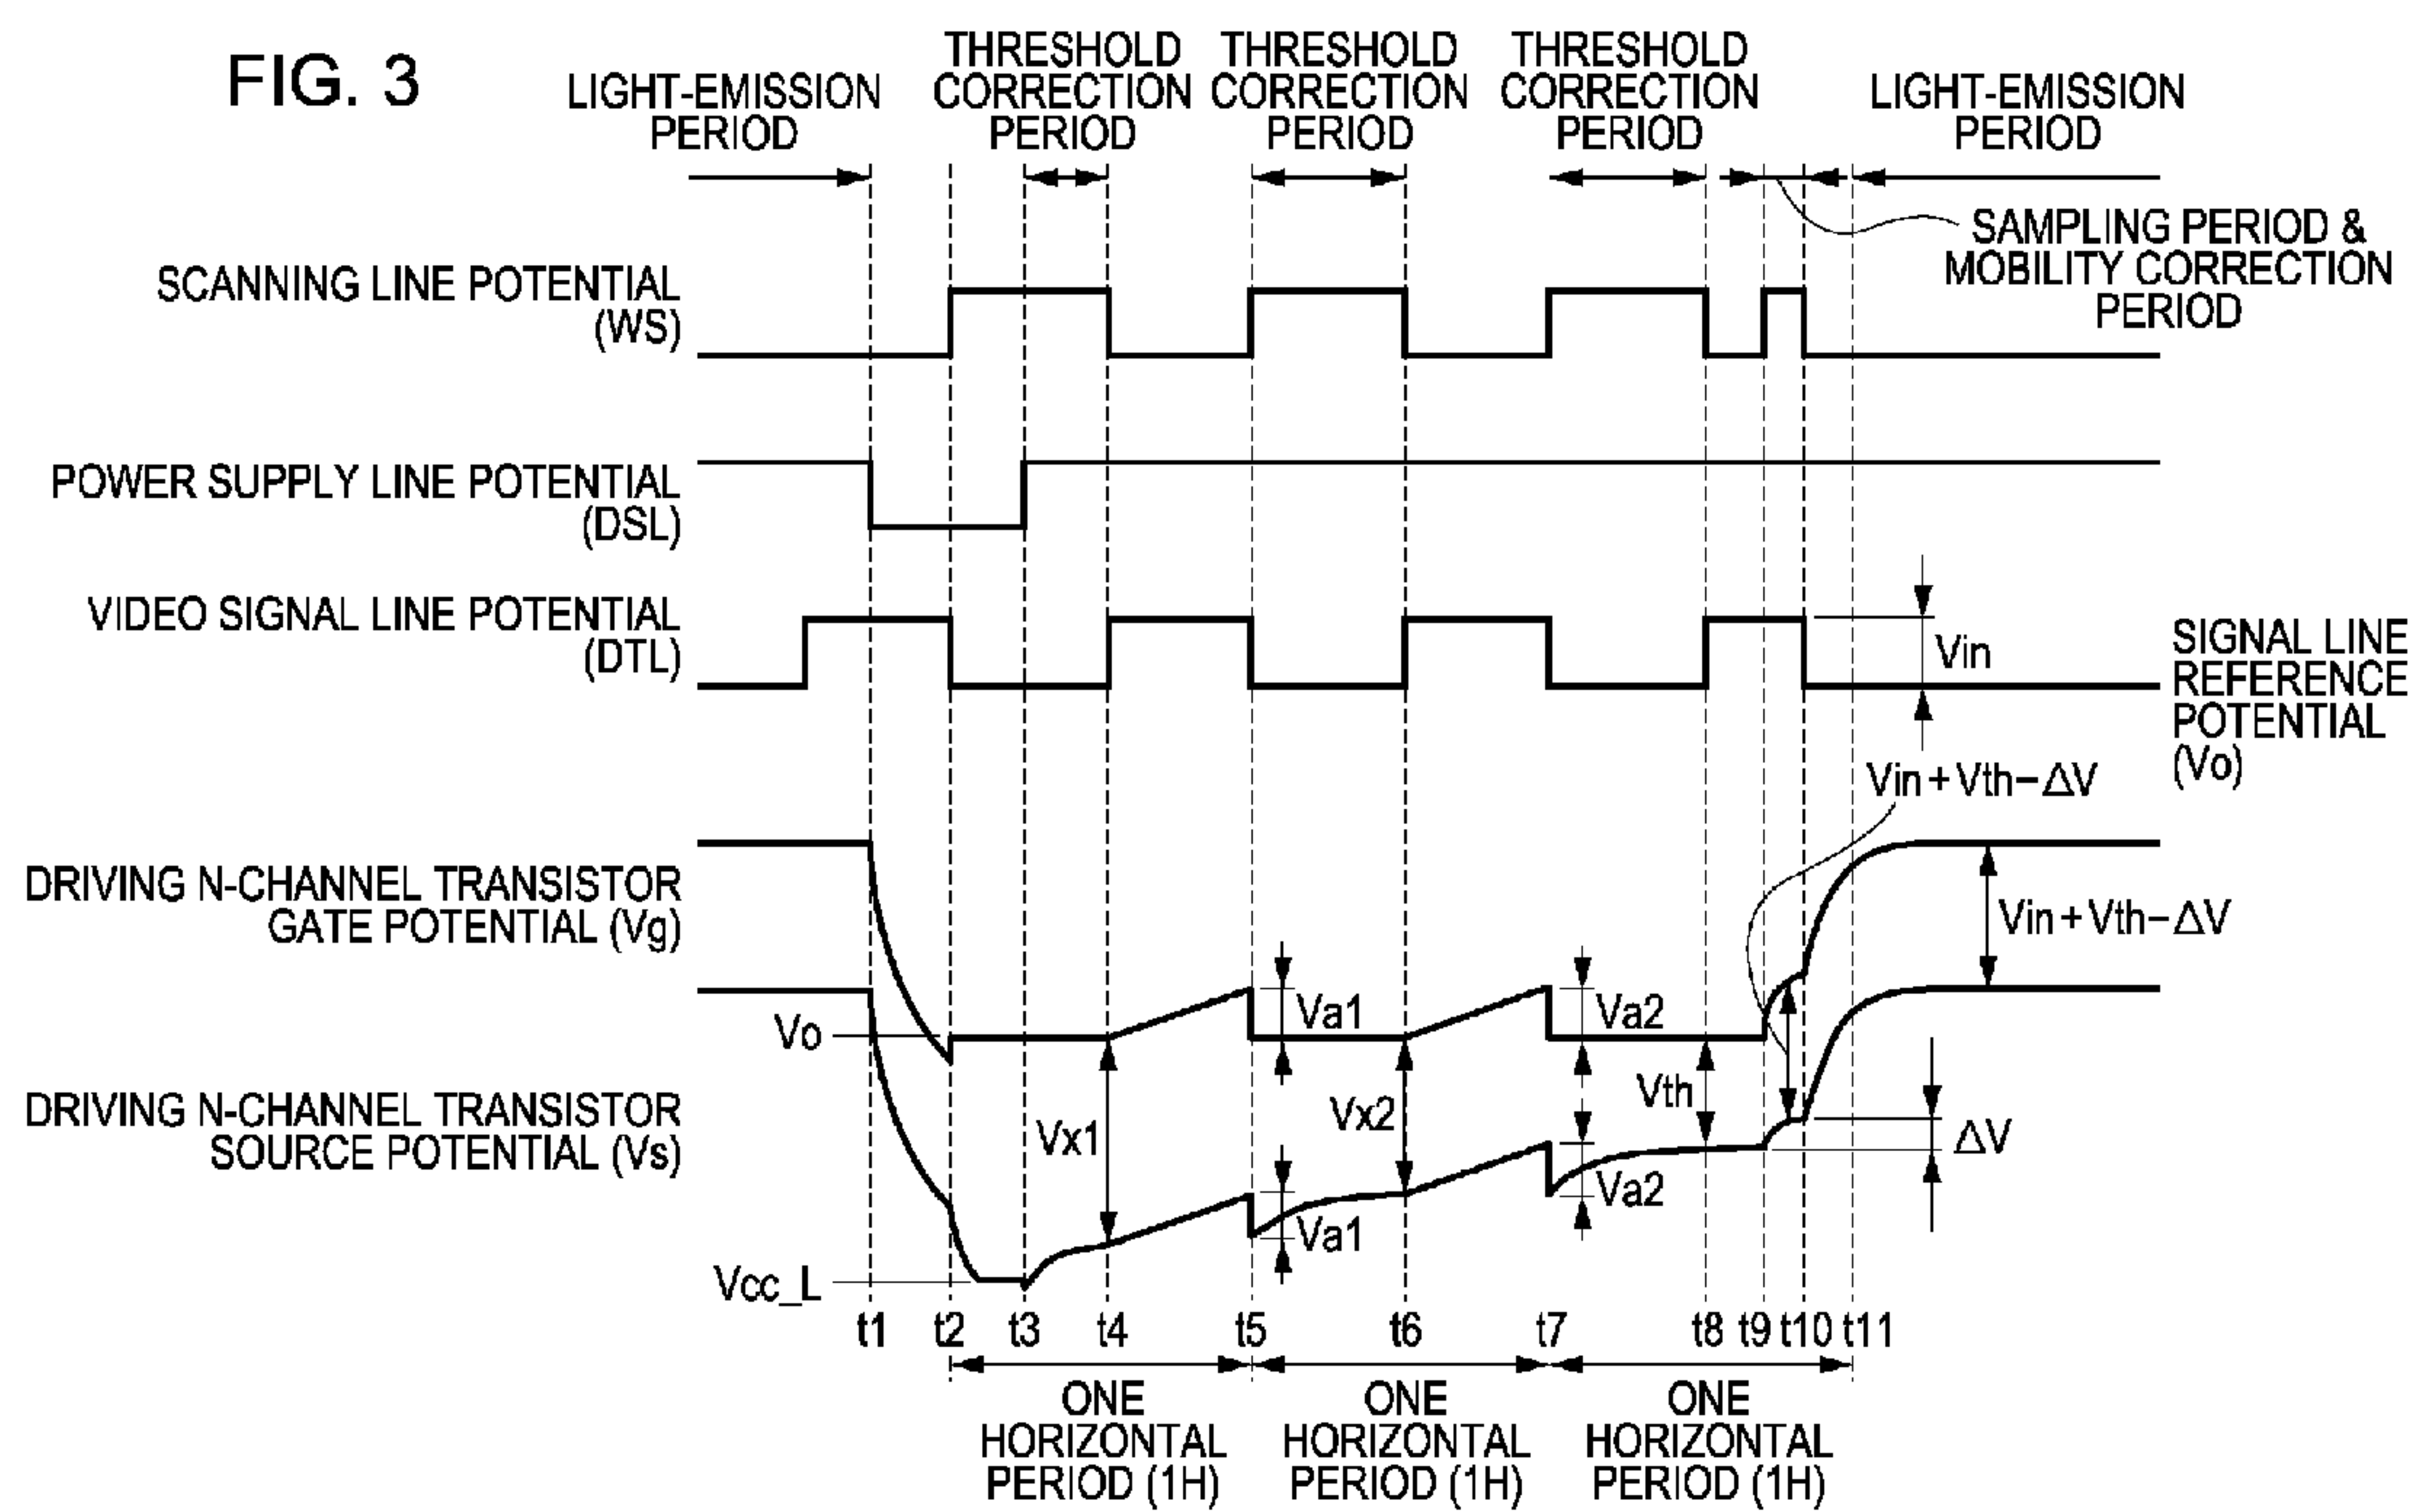 FIG. 3
LIGHT-EMISSION
PERIOD
THRESHOLD
CORRECTION
PERIOD
THRESHOLD
CORRECTION
PERIOD
THRESHOLD
CORRECTION
PERIOD
LIGHT-EMISSION
PERIOD
SAMPLING PERIOD &
MOBILITY CORRECTION
PERIOD
SCANNING LINE POTENTIAL
(WS)
POWER SUPPLY LINE POTENTIAL
(DSL)
VIDEO SIGNAL LINE POTENTIAL
(DTL)
Vin
SIGNAL LINE
REFERENCE
POTENTIAL
(Vo)
Vin+Vth−ΔV
DRIVING N-CHANNEL TRANSISTOR
GATE POTENTIAL (Vg)
Vin+Vth−ΔV
Vo
Va1
Va2
DRIVING N-CHANNEL TRANSISTOR
SOURCE POTENTIAL (Vs)
Vx1
Vx2
Vth
ΔV
Va1
Va2
Vcc_L
t1 t2 t3 t4 t5 t6 t7 t8 t9 t10 t11
ONE
HORIZONTAL
PERIOD (1H)
ONE
HORIZONTAL
PERIOD (1H)
ONE
HORIZONTAL
PERIOD (1H)